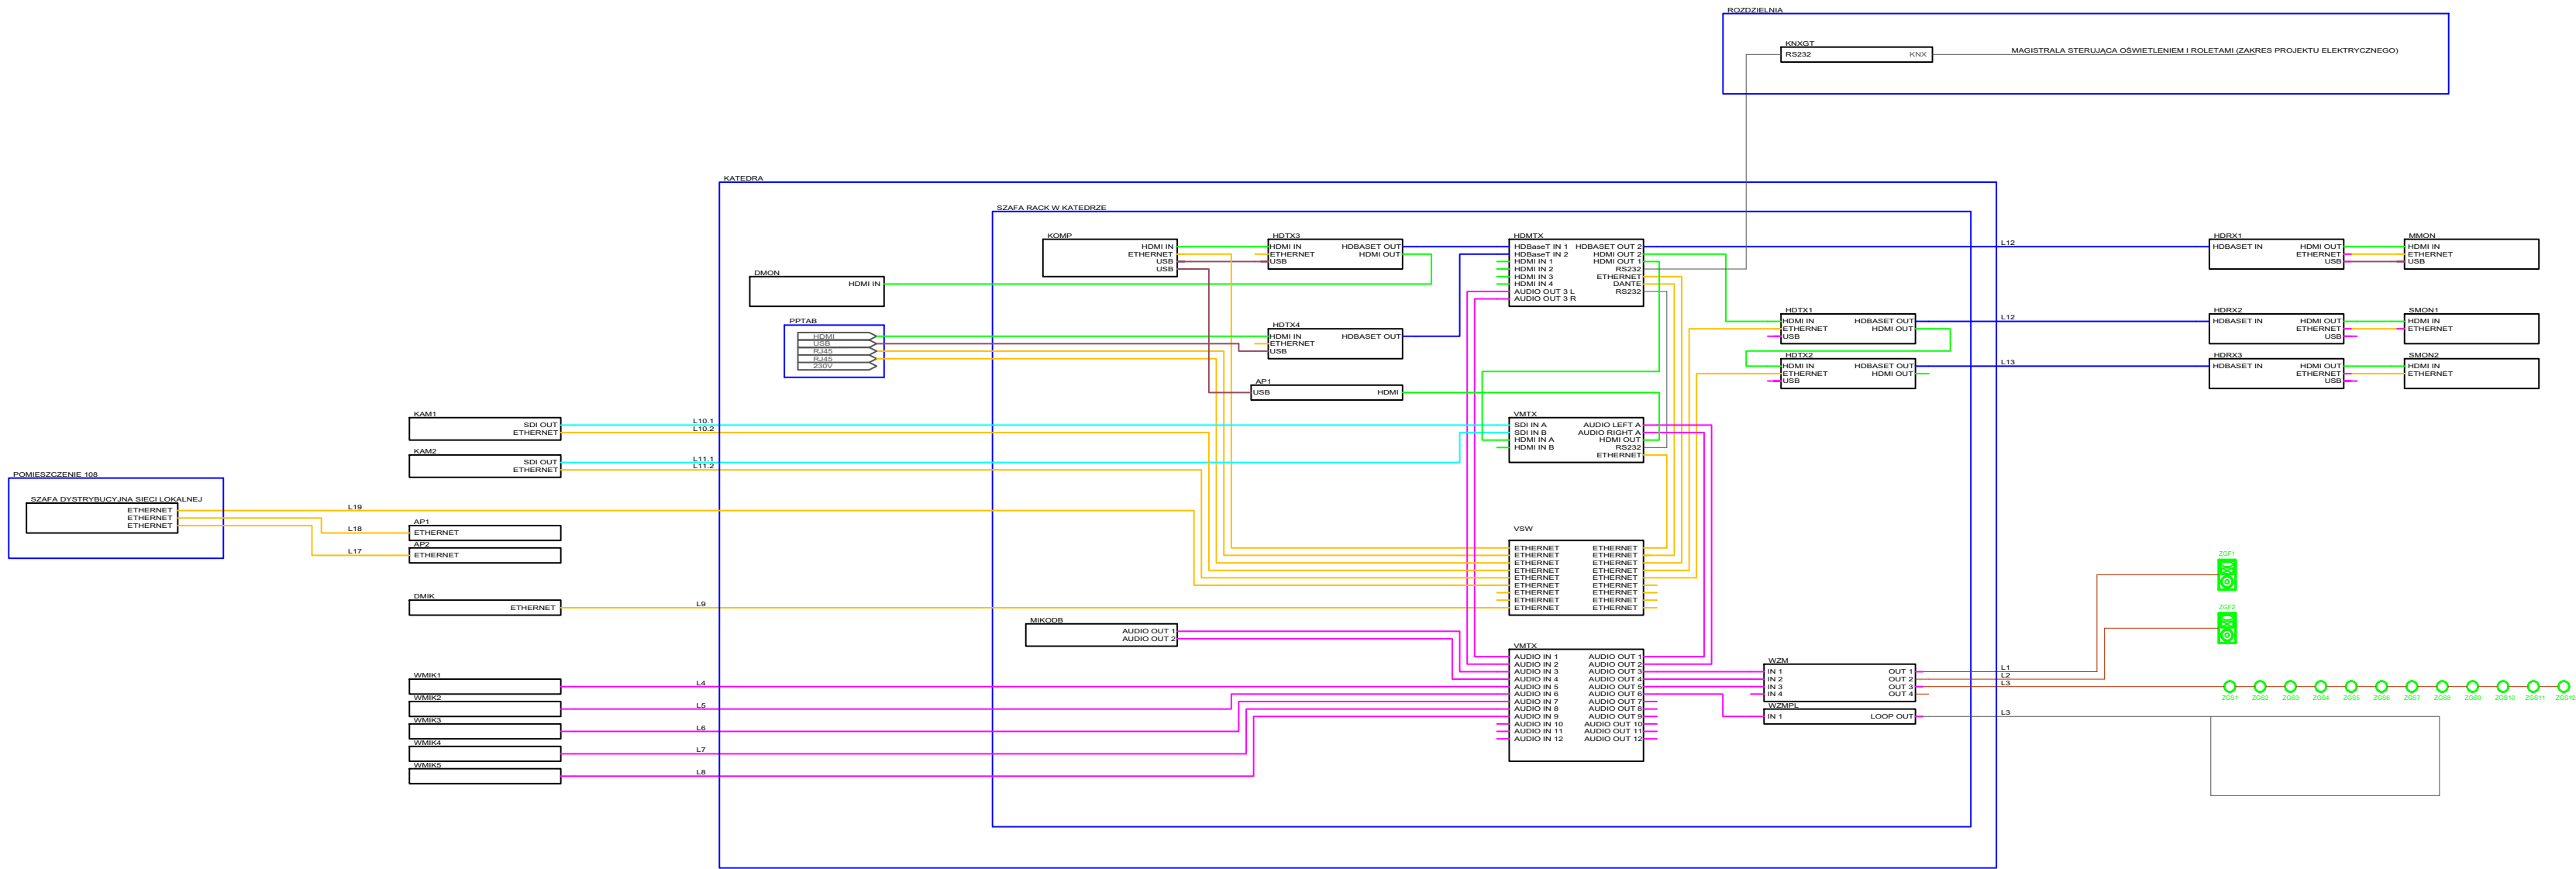 ROZDZIELNIA
KNXGT
RS232 KNX
MAGISTRALA STERUJĄCA OŚWIETLENIEM I ROLETAMI (ZAKRES PROJEKTU ELEKTRYCZNEGO)
KATEDRA
SZAFA RACK W KATEDRZE
KOMP
HDMI IN
ETHERNET
USB
USB
HDTX3
HDMI IN HDBASET OUT
ETHERNET HDMI OUT
USB
HDMTX
HDBaseT IN 1 HDBASET OUT 2
HDBaseT IN 2 HDMI OUT 2
HDMI IN 1 HDMI OUT 1
HDMI IN 2 RS232
HDMI IN 3 ETHERNET
HDMI IN 4 DANTE
AUDIO OUT 3 L RS232
AUDIO OUT 3 R
L12
HDRX1
HDBASET IN HDMI OUT
ETHERNET
USB
MMON
HDMI IN
ETHERNET
USB
DMON
HDMI IN
PPTAB
HDMI
USB
RJ45
RJ45
230V
HDTX4
HDMI IN HDBASET OUT
ETHERNET
USB
HDTX1
HDMI IN HDBASET OUT
ETHERNET HDMI OUT
USB
L12
HDRX2
HDBASET IN HDMI OUT
ETHERNET
USB
SMON1
HDMI IN
ETHERNET
HDTX2
HDMI IN HDBASET OUT
ETHERNET HDMI OUT
USB
L13
HDRX3
HDBASET IN HDMI OUT
ETHERNET
USB
SMON2
HDMI IN
ETHERNET
AP1
USB HDMI
KAM1
SDI OUT
ETHERNET
L10.1
L10.2
VMTX
SDI IN A AUDIO LEFT A
SDI IN B AUDIO RIGHT A
HDMI IN A HDMI OUT
HDMI IN B RS232
ETHERNET
KAM2
SDI OUT
ETHERNET
L11.1
L11.2
POMIESZCZENIE 108
SZAFA DYSTRYBUCYJNA SIECI LOKALNEJ
ETHERNET
ETHERNET
ETHERNET
L19
L18
L17
AP1
ETHERNET
AP2
ETHERNET
VSW
ETHERNET ETHERNET
ETHERNET ETHERNET
ETHERNET ETHERNET
ETHERNET ETHERNET
ETHERNET ETHERNET
ETHERNET ETHERNET
ETHERNET ETHERNET
ETHERNET ETHERNET
ETHERNET ETHERNET
DMIK
ETHERNET
L9
MIKODB
AUDIO OUT 1
AUDIO OUT 2
VMTX
AUDIO IN 1 AUDIO OUT 1
AUDIO IN 2 AUDIO OUT 2
AUDIO IN 3 AUDIO OUT 3
AUDIO IN 4 AUDIO OUT 4
AUDIO IN 5 AUDIO OUT 5
AUDIO IN 6 AUDIO OUT 6
AUDIO IN 7 AUDIO OUT 7
AUDIO IN 8 AUDIO OUT 8
AUDIO IN 9 AUDIO OUT 9
AUDIO IN 10 AUDIO OUT 10
AUDIO IN 11 AUDIO OUT 11
AUDIO IN 12 AUDIO OUT 12
WZM
IN 1 OUT 1
IN 2 OUT 2
IN 3 OUT 3
IN 4 OUT 4
WZMPL
IN 1 LOOP OUT
L1
L2
L3
L3
ZGF1
ZGF2
ZGS1 ZGS2 ZGS3 ZGS4 ZGS5 ZGS6 ZGS7 ZGS8 ZGS9 ZGS10 ZGS11 ZGS12
WMIK1
L4
WMIK2
L5
WMIK3
L6
WMIK4
L7
WMIK5
L8